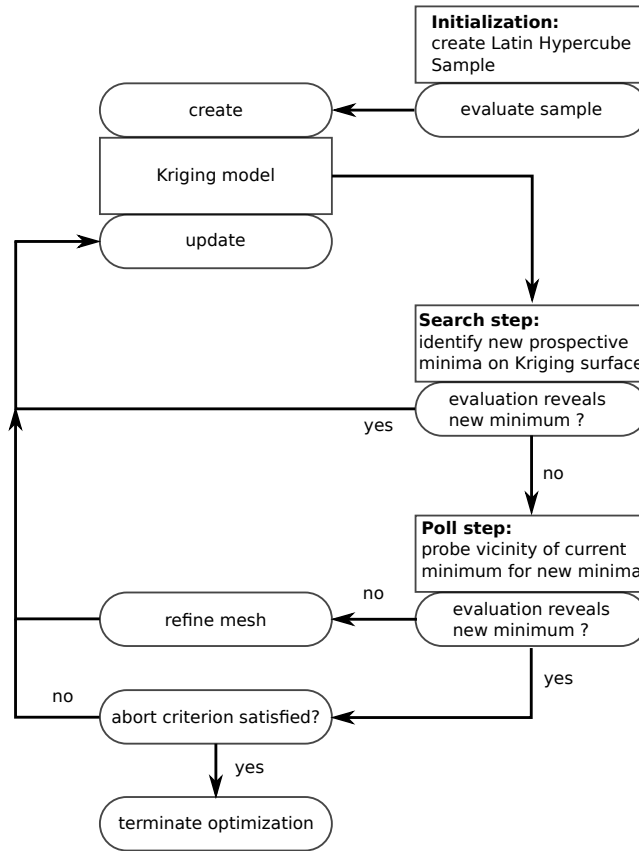 Initialization:
create Latin Hypercube
Sample
evaluate sample
create
Kriging model
update
Search step:
identify new prospective
minima on Kriging surface
evaluation reveals
new minimum ?
yes
no
Poll step:
probe vicinity of current
minimum for new minima
evaluation reveals
new minimum ?
no
refine mesh
yes
abort criterion satisfied?
no
yes
terminate optimization